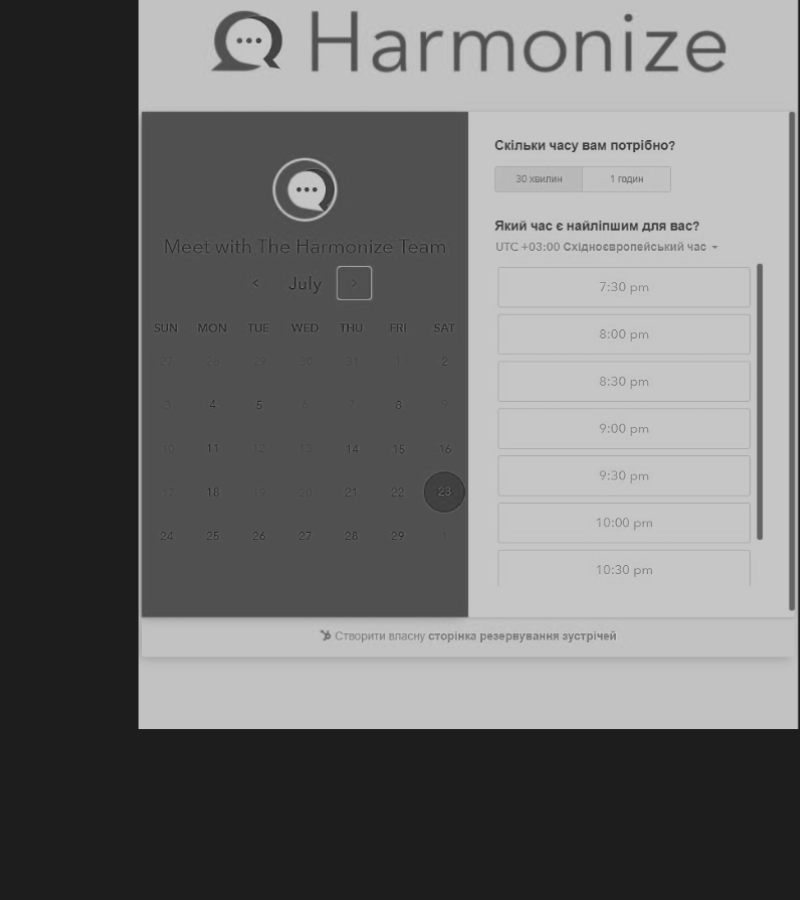 Harmonize
Meet with The Harmonize Team
July
SUN MON TUE WED THU FRI SAT
27 28 29 30 31 1 2
3 4 5 6 7 8 9
10 11 12 13 14 15 16
17 18 19 20 21 22 23
24 25 26 27 28 29 1
Скільки часу вам потрібно?
30 хвилин 1 годин
Який час є найліпшим для вас?
UTC +03:00 Східноєвропейський час
7:30 pm
8:00 pm
8:30 pm
9:00 pm
9:30 pm
10:00 pm
10:30 pm
Створити власну сторінка резервування зустрічей